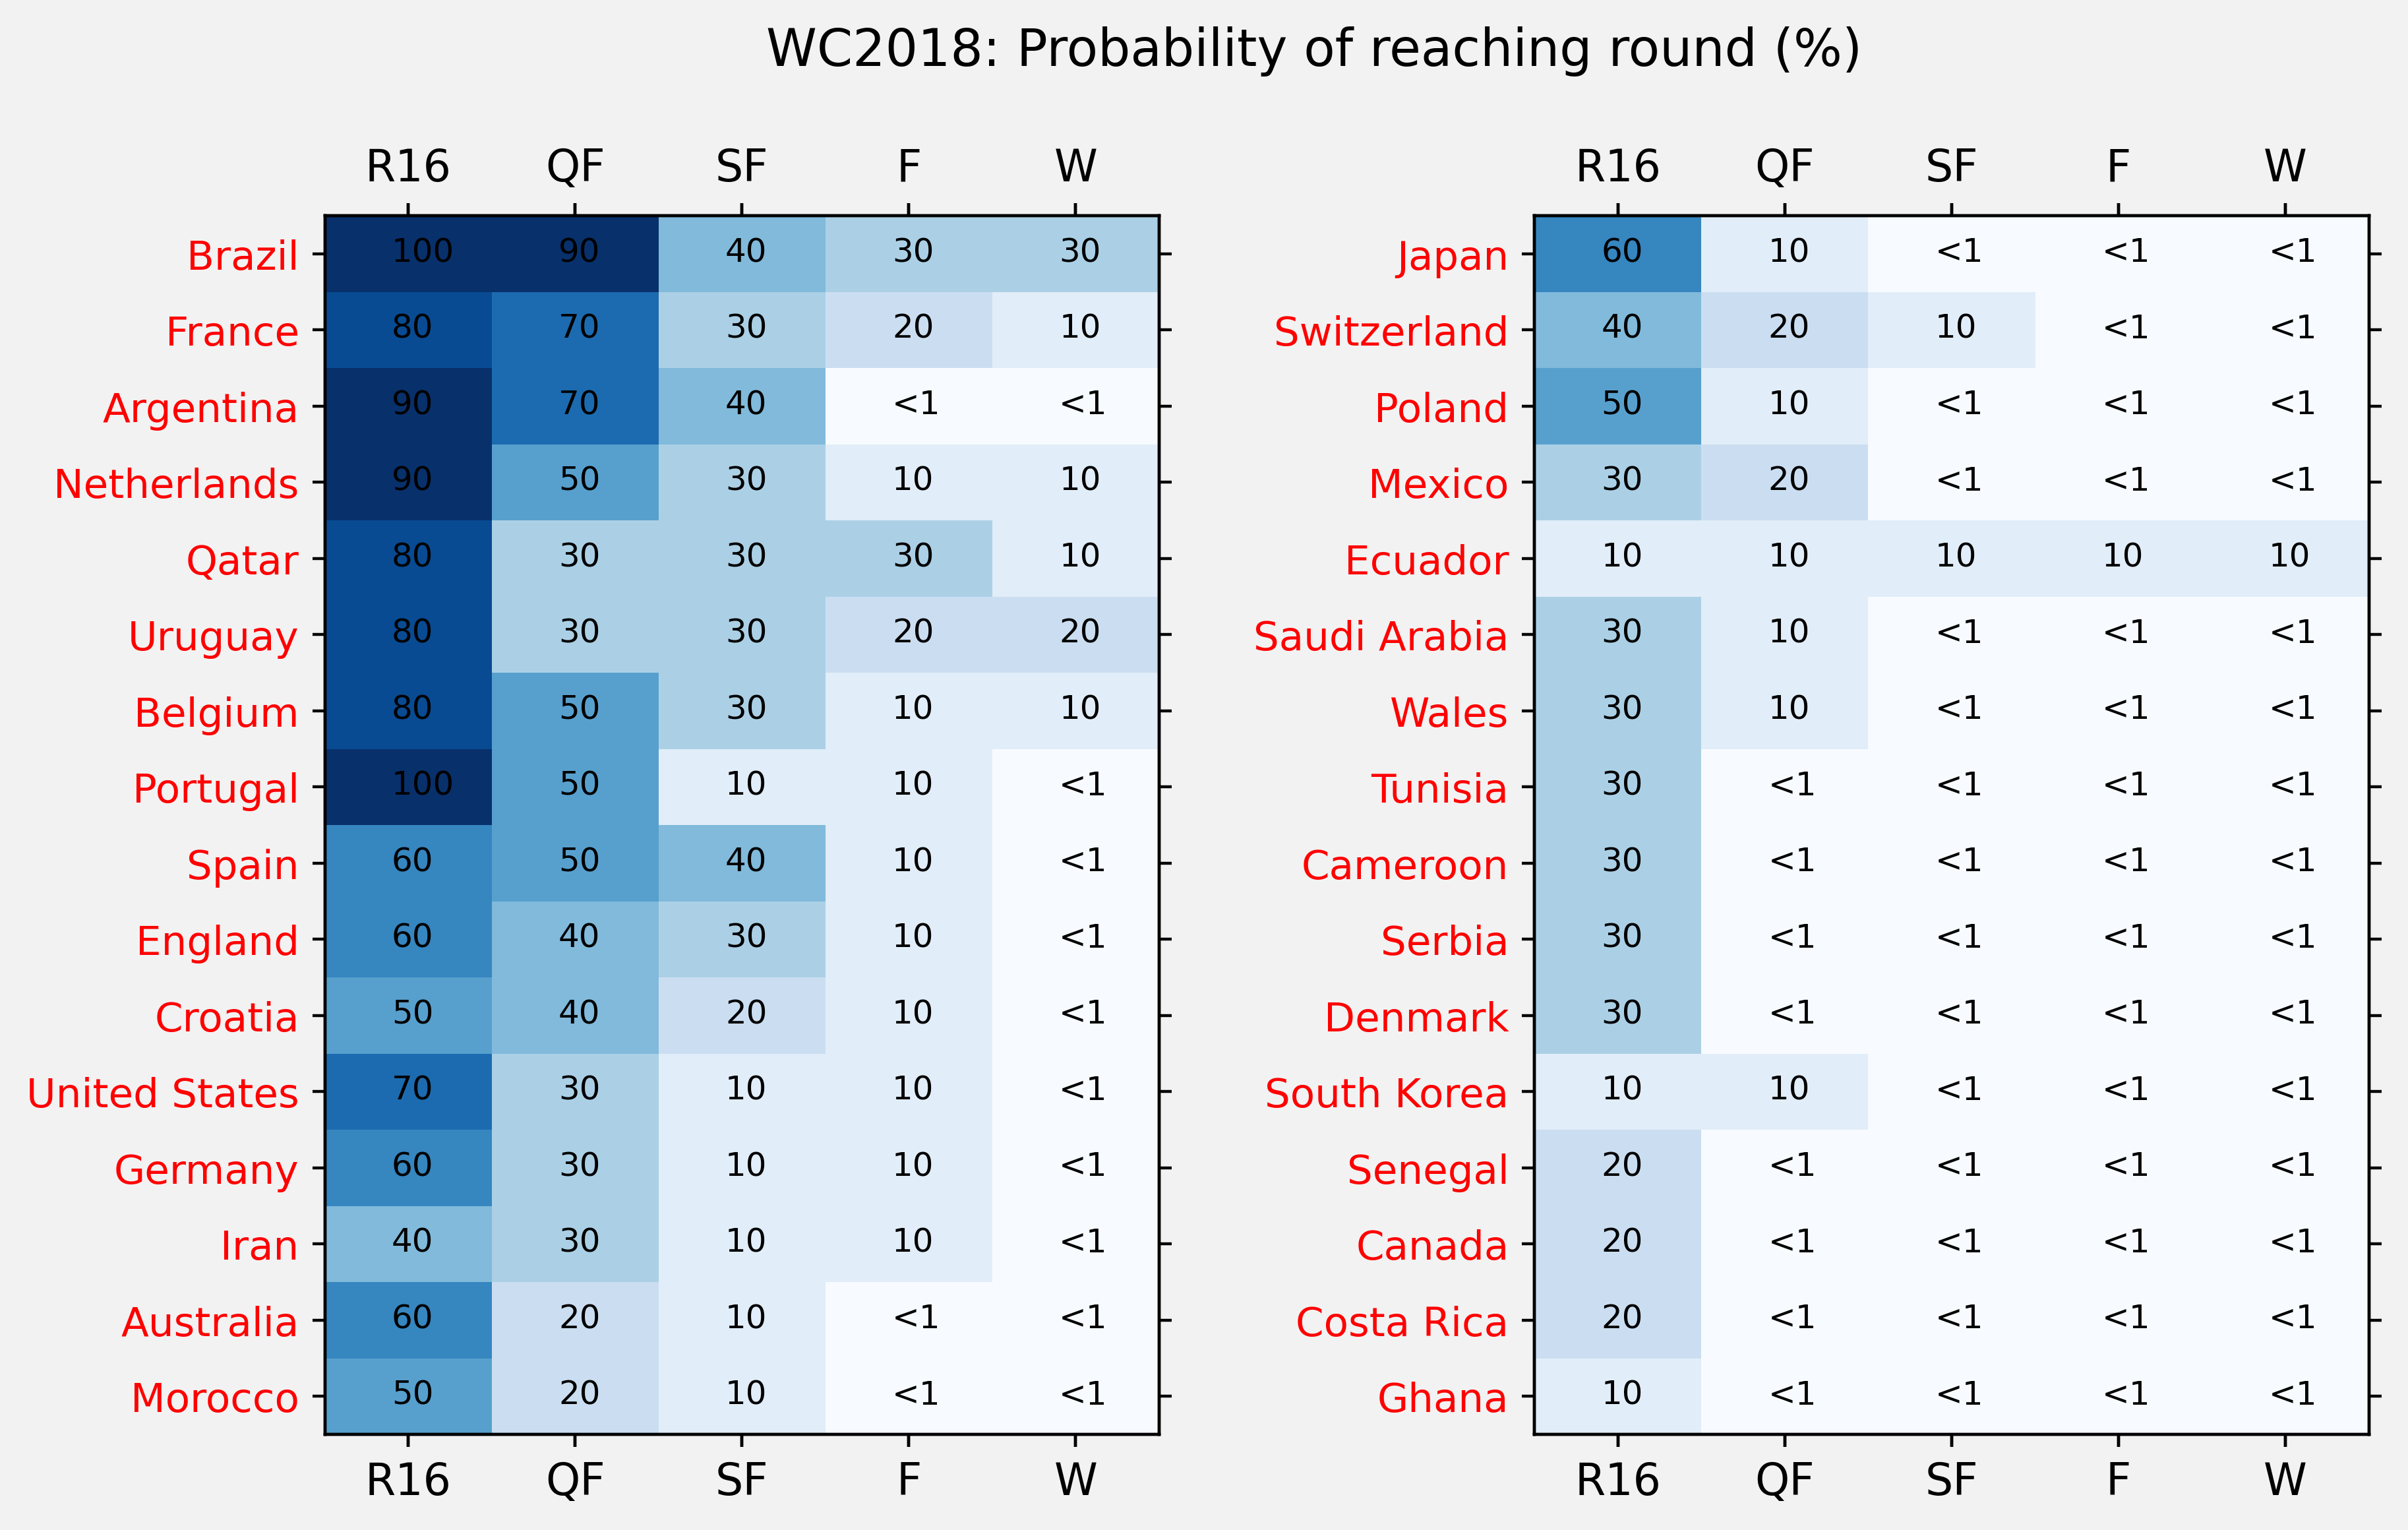 WC2018: Probability of reaching round (%)
R16 QF SF F W
Brazil 100 90 40 30 30
France 80 70 30 20 10
Argentina 90 70 40 <1 <1
Netherlands 90 50 30 10 10
Qatar 80 30 30 30 10
Uruguay 80 30 30 20 20
Belgium 80 50 30 10 10
Portugal 100 50 10 10 <1
Spain 60 50 40 10 <1
England 60 40 30 10 <1
Croatia 50 40 20 10 <1
United States 70 30 10 10 <1
Germany 60 30 10 10 <1
Iran 40 30 10 10 <1
Australia 60 20 10 <1 <1
Morocco 50 20 10 <1 <1
R16 QF SF F W
R16 QF SF F W
Japan 60 10 <1 <1 <1
Switzerland 40 20 10 <1 <1
Poland 50 10 <1 <1 <1
Mexico 30 20 <1 <1 <1
Ecuador 10 10 10 10 10
Saudi Arabia 30 10 <1 <1 <1
Wales 30 10 <1 <1 <1
Tunisia 30 <1 <1 <1 <1
Cameroon 30 <1 <1 <1 <1
Serbia 30 <1 <1 <1 <1
Denmark 30 <1 <1 <1 <1
South Korea 10 10 <1 <1 <1
Senegal 20 <1 <1 <1 <1
Canada 20 <1 <1 <1 <1
Costa Rica 20 <1 <1 <1 <1
Ghana 10 <1 <1 <1 <1
R16 QF SF F W